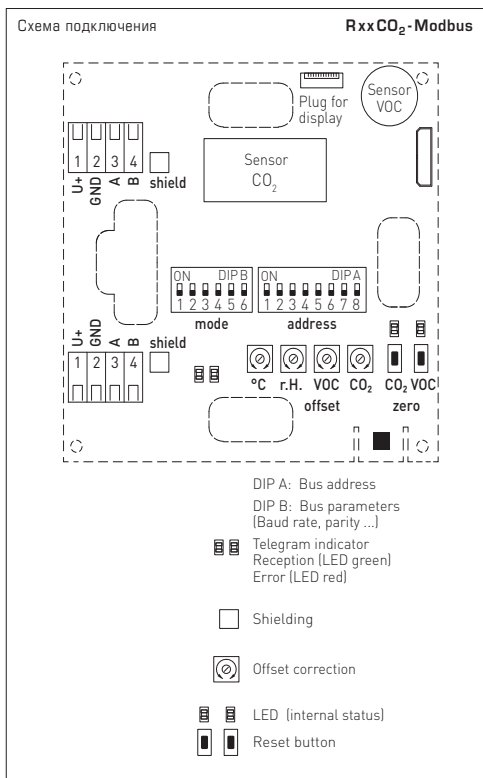 Схема подключения
RxxCO₂-Modbus
Plug for
display
Sensor
VOC
Sensor
CO₂
1 2 3 4
U+ GND A B shield
ON DIP B
1 2 3 4 5 6
mode
ON DIP A
1 2 3 4 5 6 7 8
address
U+ GND A B shield
1 2 3 4
°C r.H. VOC CO₂
offset
CO₂ VOC
zero
DIP A: Bus address
DIP B: Bus parameters
(Baud rate, parity ...)
Telegram indicator
Reception (LED green)
Error (LED red)
Shielding
Offset correction
LED (internal status)
Reset button